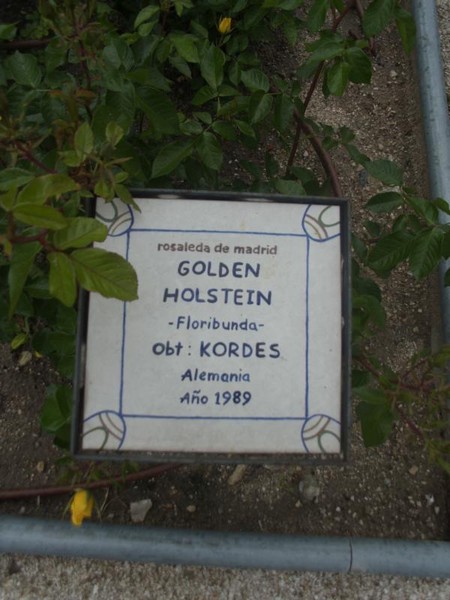 rosaleda de madrid
GOLDEN
HOLSTEIN
-Floribunda-
Obt: KORDES
Alemania
Año 1989